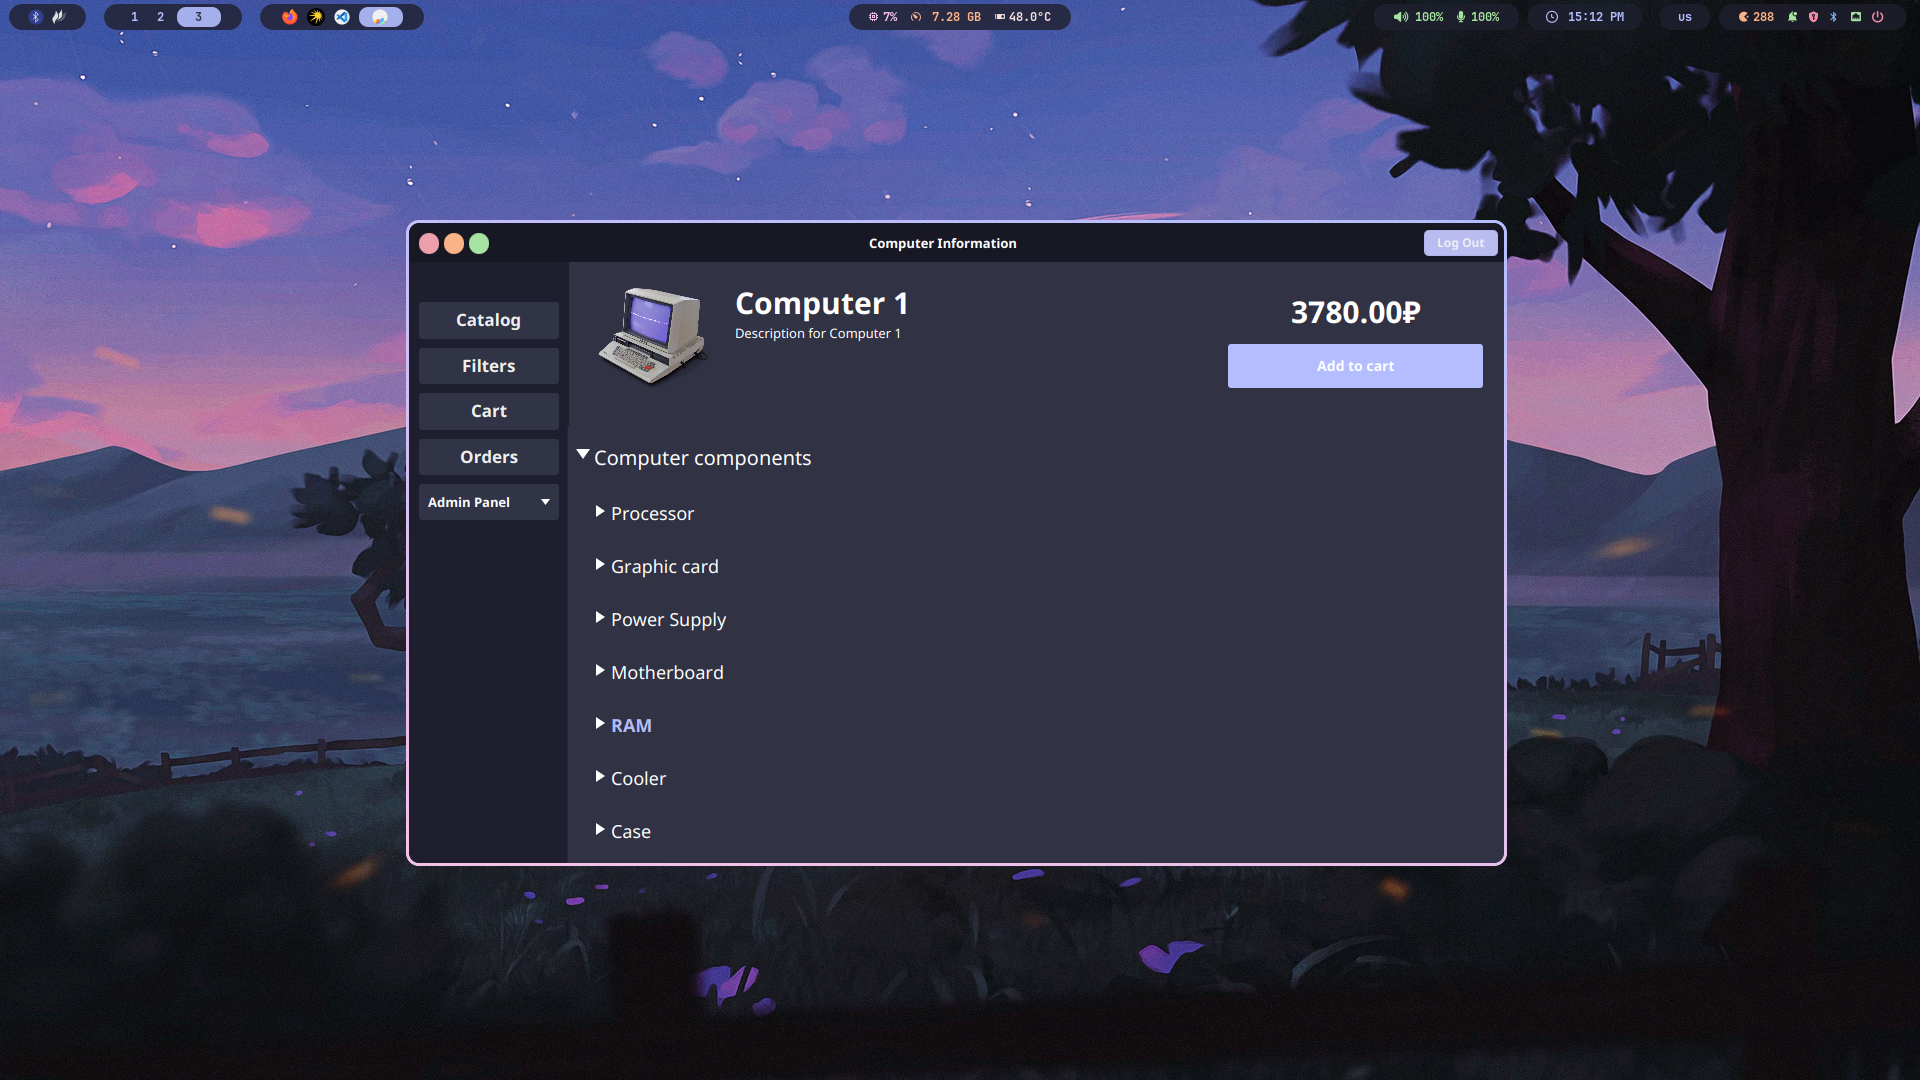 1 2 3
7% 7.28 GB 48.0°C
100% 100%
15:12 PM
us
288
Computer Information
Log Out
Catalog
Filters
Cart
Orders
Admin Panel
Computer 1
Description for Computer 1
3780.00₽
Add to cart
Computer components
Processor
Graphic card
Power Supply
Motherboard
RAM
Cooler
Case